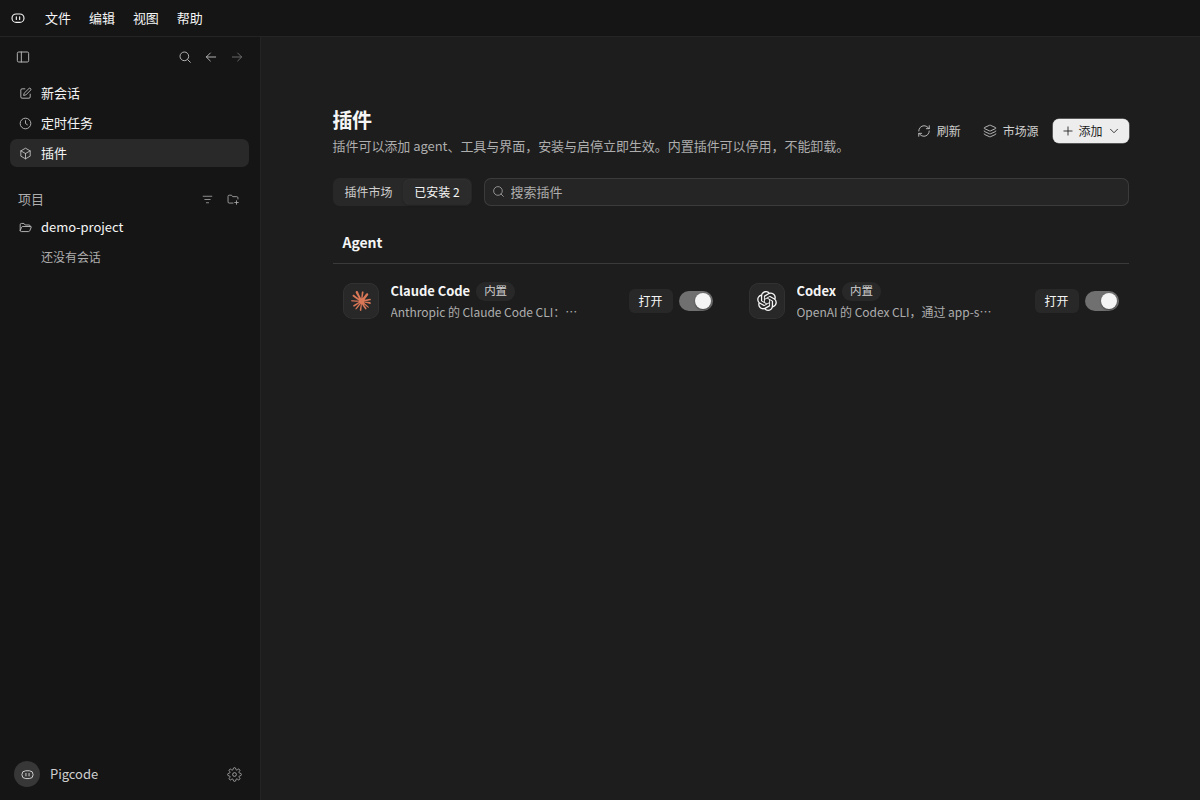 文件 编辑 视图 帮助
新会话
定时任务
插件
项目
demo-project
还没有会话
Pigcode
插件
插件可以添加 agent、工具与界面，安装与启停立即生效。内置插件可以停用，不能卸载。
刷新 市场源 添加
插件市场 已安装 2 搜索插件
Agent
Claude Code 内置
Anthropic 的 Claude Code CLI：…
打开
Codex 内置
OpenAI 的 Codex CLI，通过 app-s…
打开